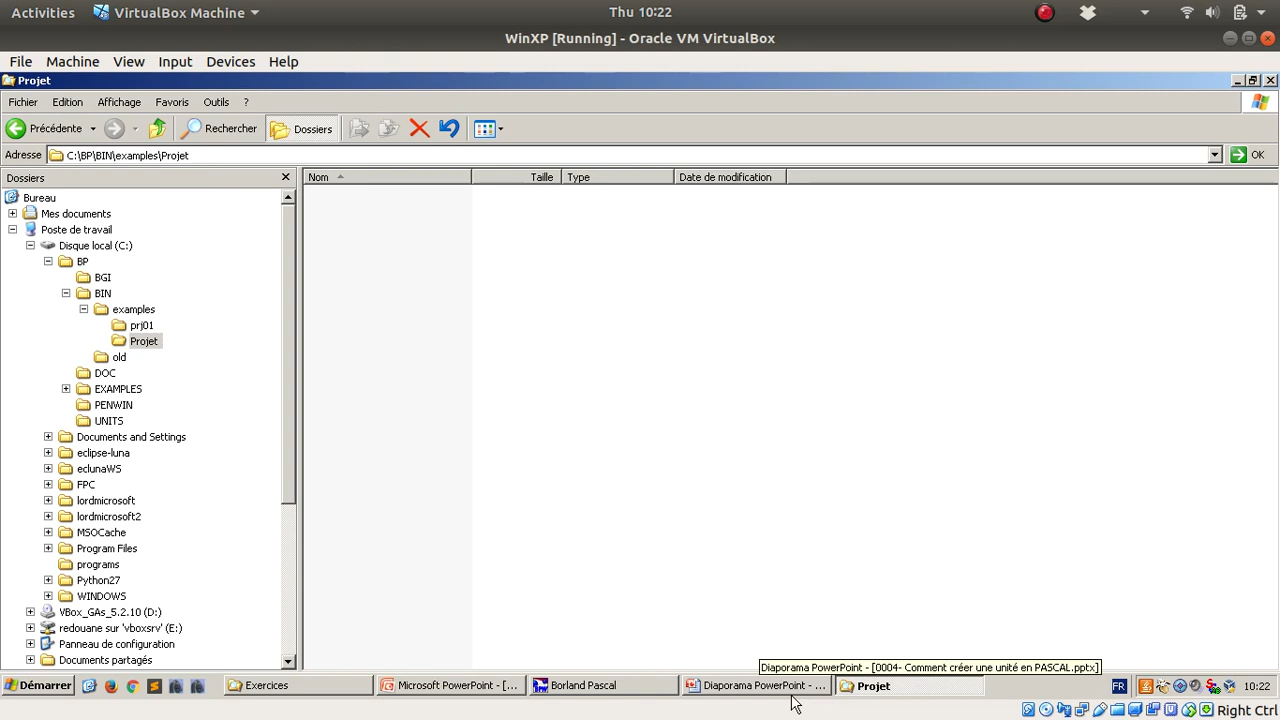 Activities VirtualBox Machine Thu 10:22
WinXP [Running] - Oracle VM VirtualBox
File Machine View Input Devices Help
Projet
Fichier Edition Affichage Favoris Outils ?
Précédente Rechercher Dossiers
Adresse C:\BP\BIN\examples\Projet OK
Dossiers
Nom Taille Type Date de modification
Bureau
Mes documents
Poste de travail
Disque local (C:)
BP
BGI
BIN
examples
prj01
Projet
old
DOC
EXAMPLES
PENWIN
UNITS
Documents and Settings
eclipse-luna
eclunaWS
FPC
lordmicrosoft
lordmicrosoft2
MSOCache
Program Files
programs
Python27
WINDOWS
VBox_GAs_5.2.10 (D:)
redouane sur 'vboxsrv' (E:)
Panneau de configuration
Documents partagés
Diaporama PowerPoint - [0004- Comment créer une unité en PASCAL.pptx]
Démarrer Exercices Microsoft PowerPoint - [... Borland Pascal Diaporama PowerPoint - ... Projet FR 10:22
Right Ctrl